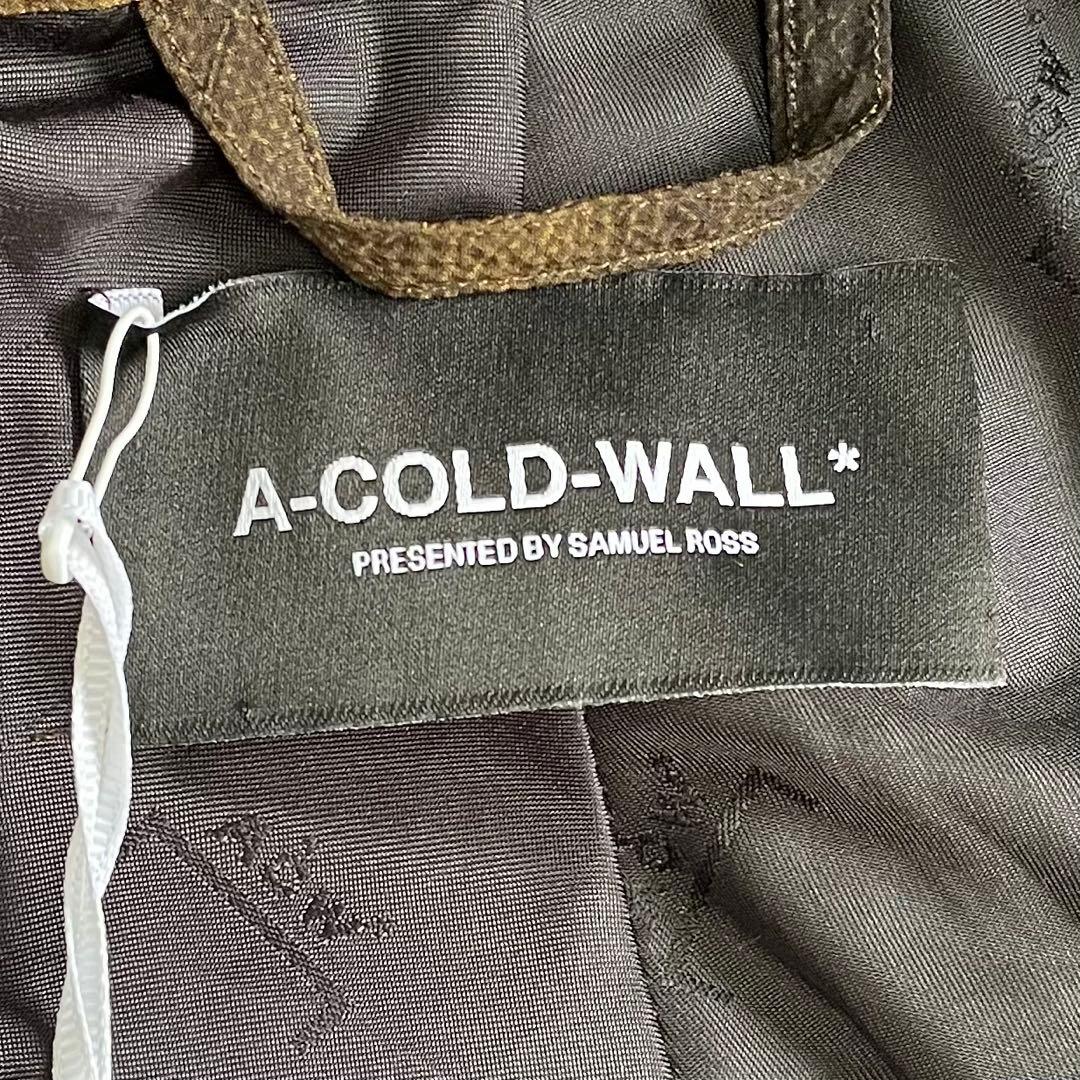 A-COLD-WALL*
PRESENTED BY SAMUEL ROSS